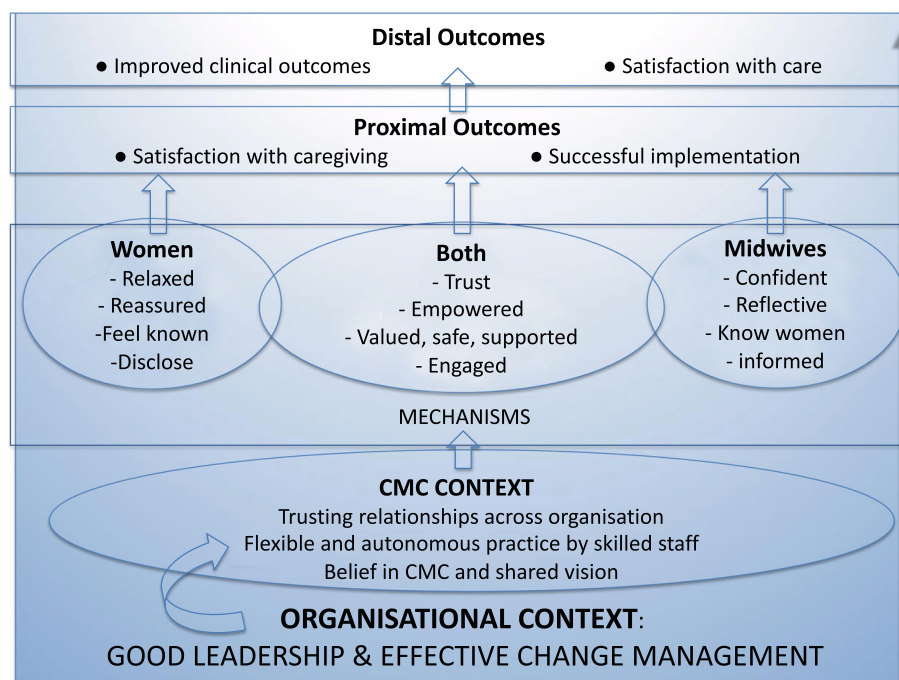 Distal Outcomes
● Improved clinical outcomes ● Satisfaction with care
Proximal Outcomes
● Satisfaction with caregiving ● Successful implementation
Women
- Relaxed
- Reassured
-Feel known
-Disclose
Both
- Trust
- Empowered
- Valued, safe, supported
- Engaged
Midwives
- Confident
- Reflective
- Know women
- informed
MECHANISMS
CMC CONTEXT
Trusting relationships across organisation
Flexible and autonomous practice by skilled staff
Belief in CMC and shared vision
ORGANISATIONAL CONTEXT:
GOOD LEADERSHIP & EFFECTIVE CHANGE MANAGEMENT